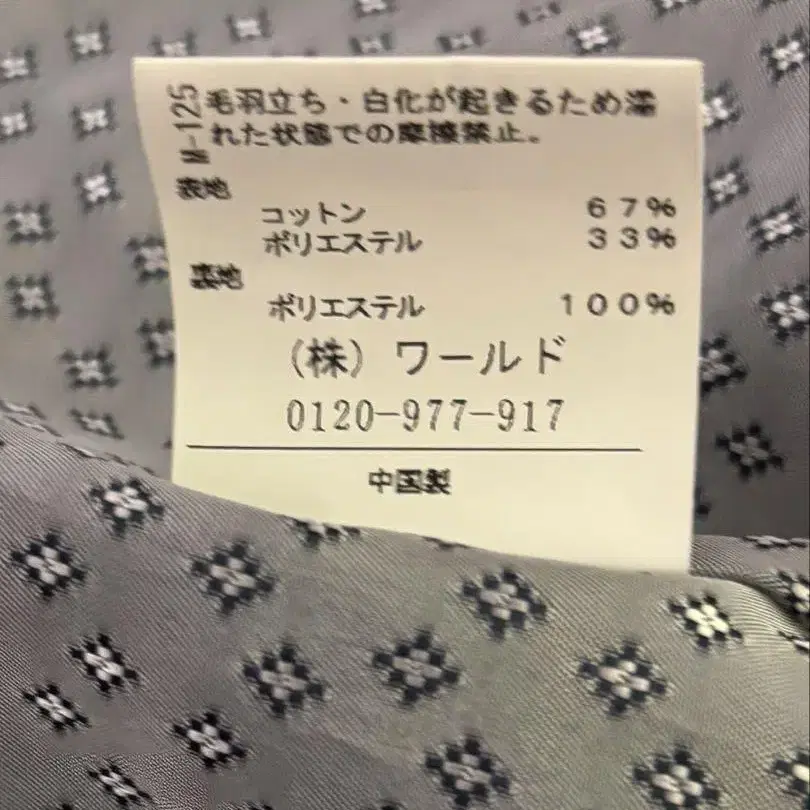 M-125
毛羽立ち・白化が起きるため濡
れた状態での摩擦禁止。
表地
コットン 67%
ポリエステル 33%
裏地
ポリエステル 100%
(株) ワールド
0120-977-917
中国製